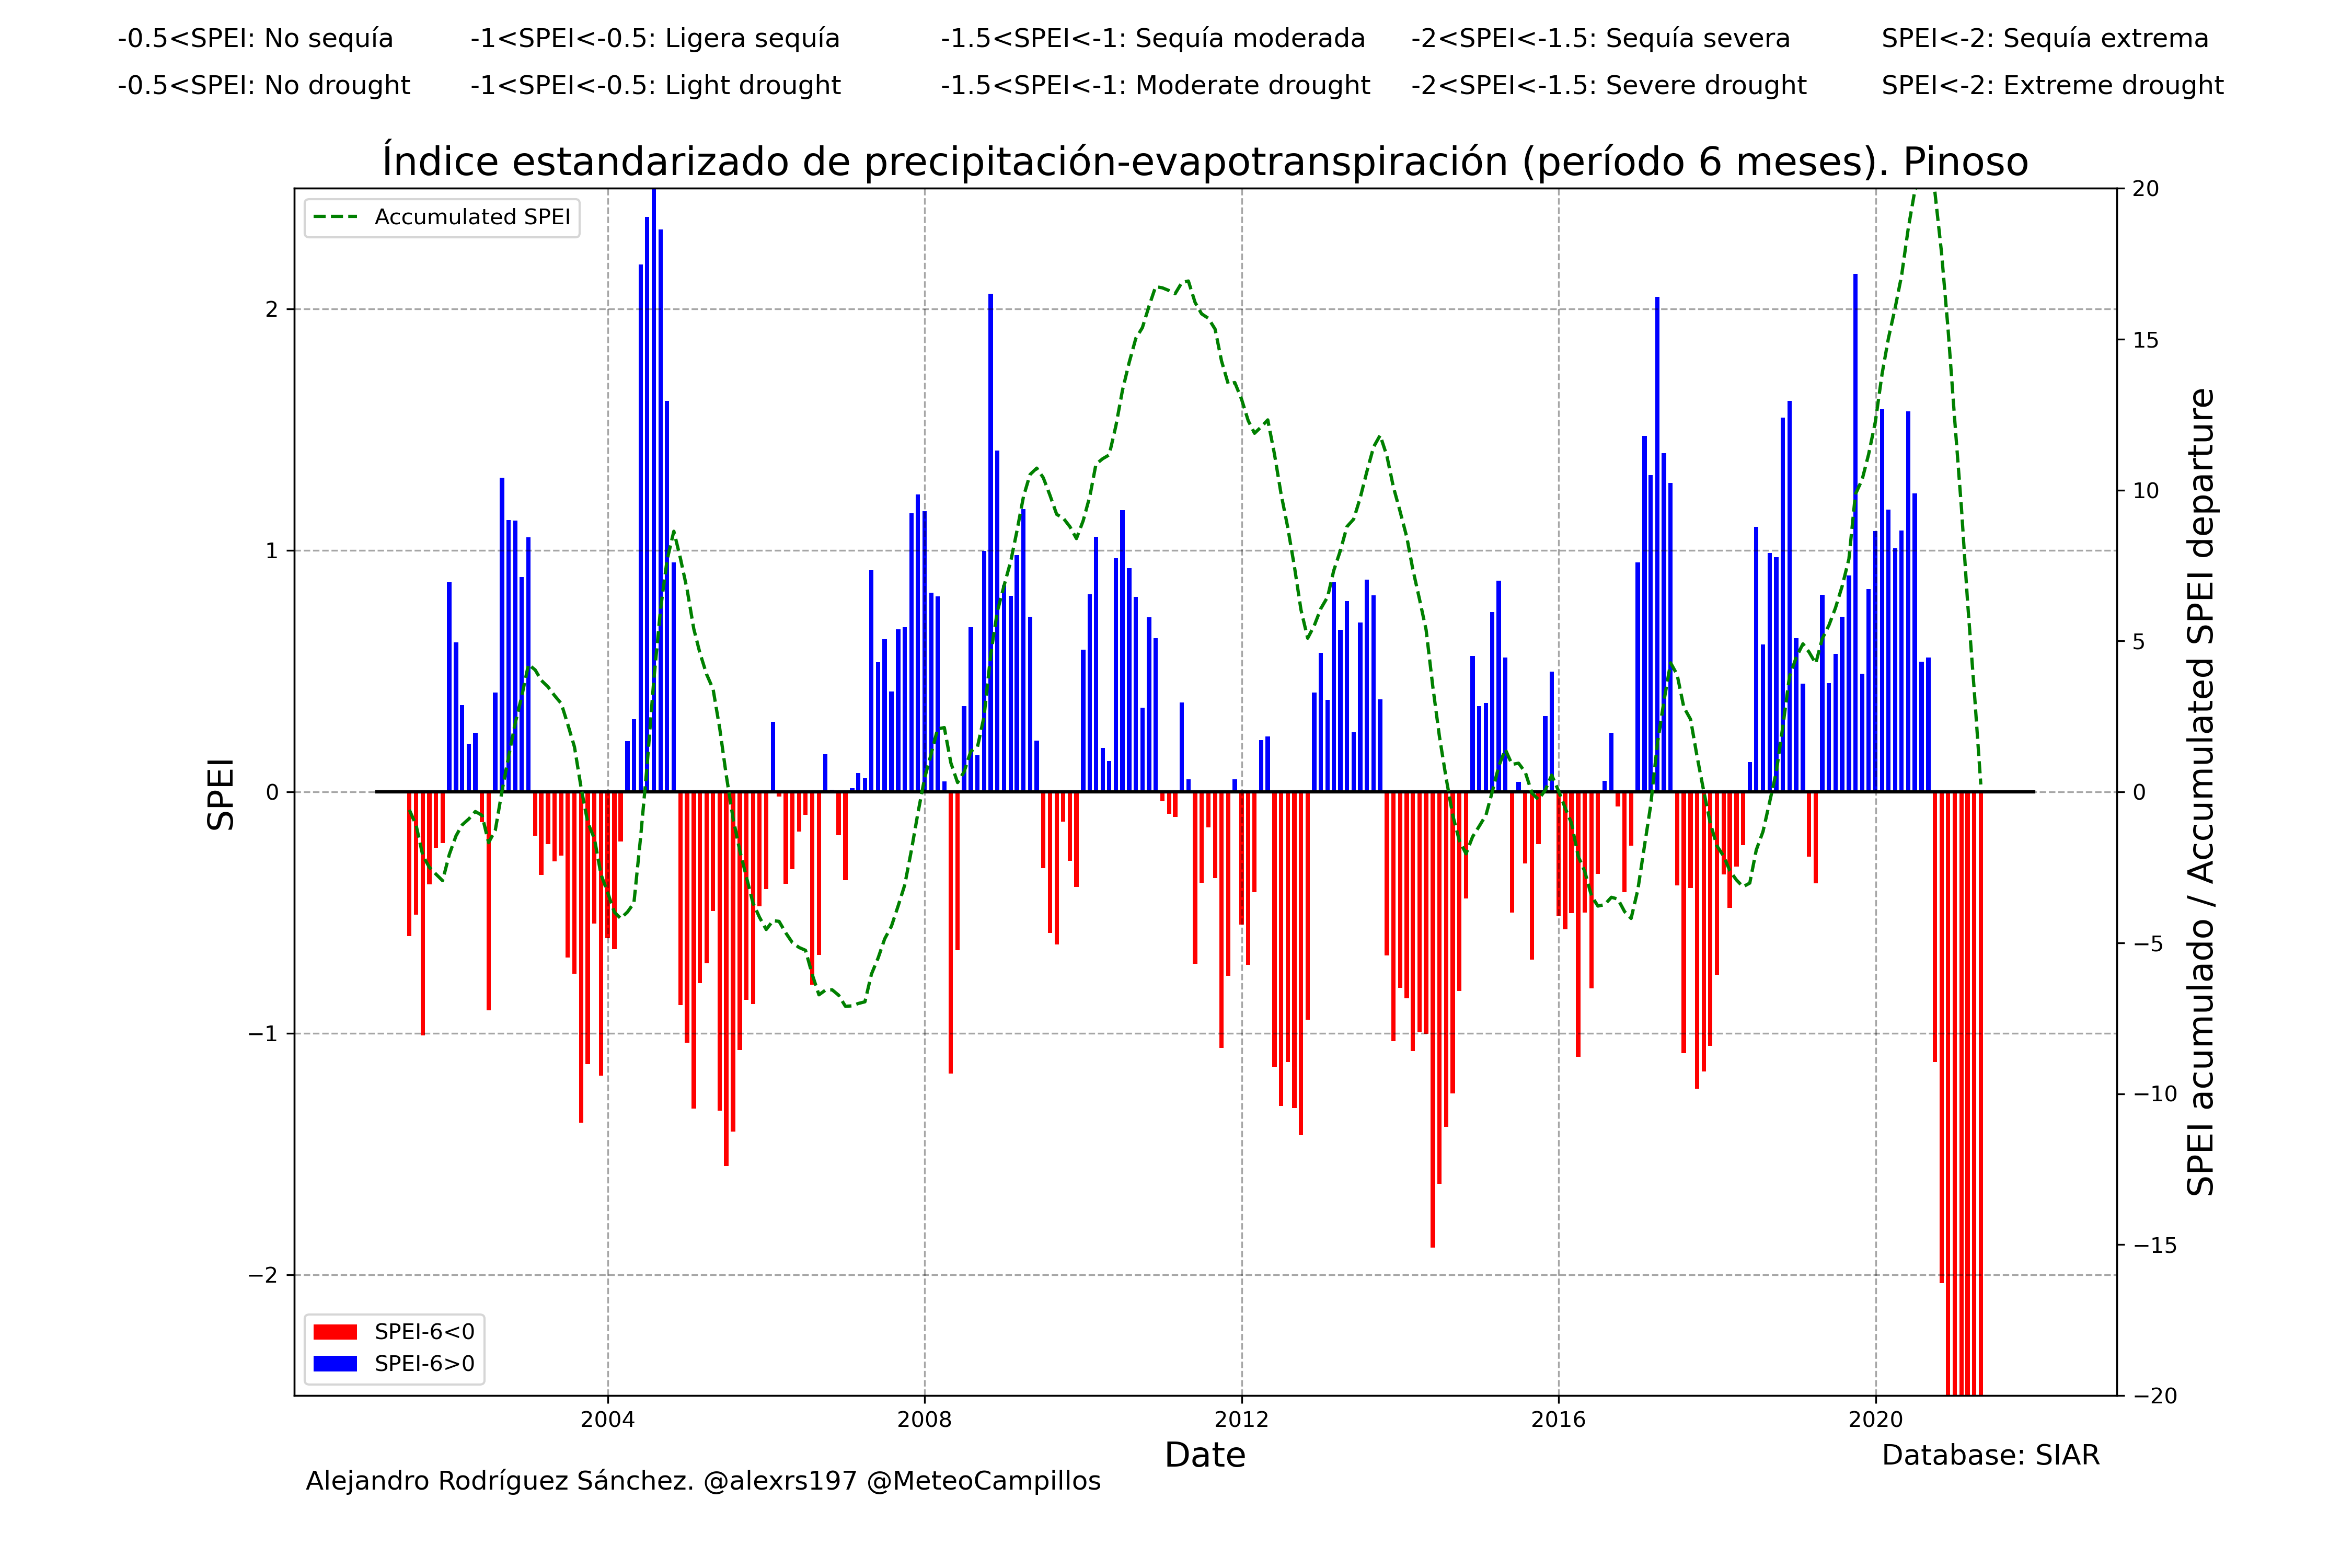 -0.5<SPEI: No sequía -1<SPEI<-0.5: Ligera sequía -1.5<SPEI<-1: Sequía moderada -2<SPEI<-1.5: Sequía severa SPEI<-2: Sequía extrema
-0.5<SPEI: No drought -1<SPEI<-0.5: Light drought -1.5<SPEI<-1: Moderate drought -2<SPEI<-1.5: Severe drought SPEI<-2: Extreme drought
Índice estandarizado de precipitación-evapotranspiración (período 6 meses). Pinoso
Accumulated SPEI
SPEI
2
1
0
−1
−2
20
15
10
5
0
−5
−10
−15
−20
SPEI acumulado / Accumulated SPEI departure
SPEI-6<0
SPEI-6>0
2004 2008 2012 2016 2020
Date
Database: SIAR
Alejandro Rodríguez Sánchez. @alexrs197 @MeteoCampillos